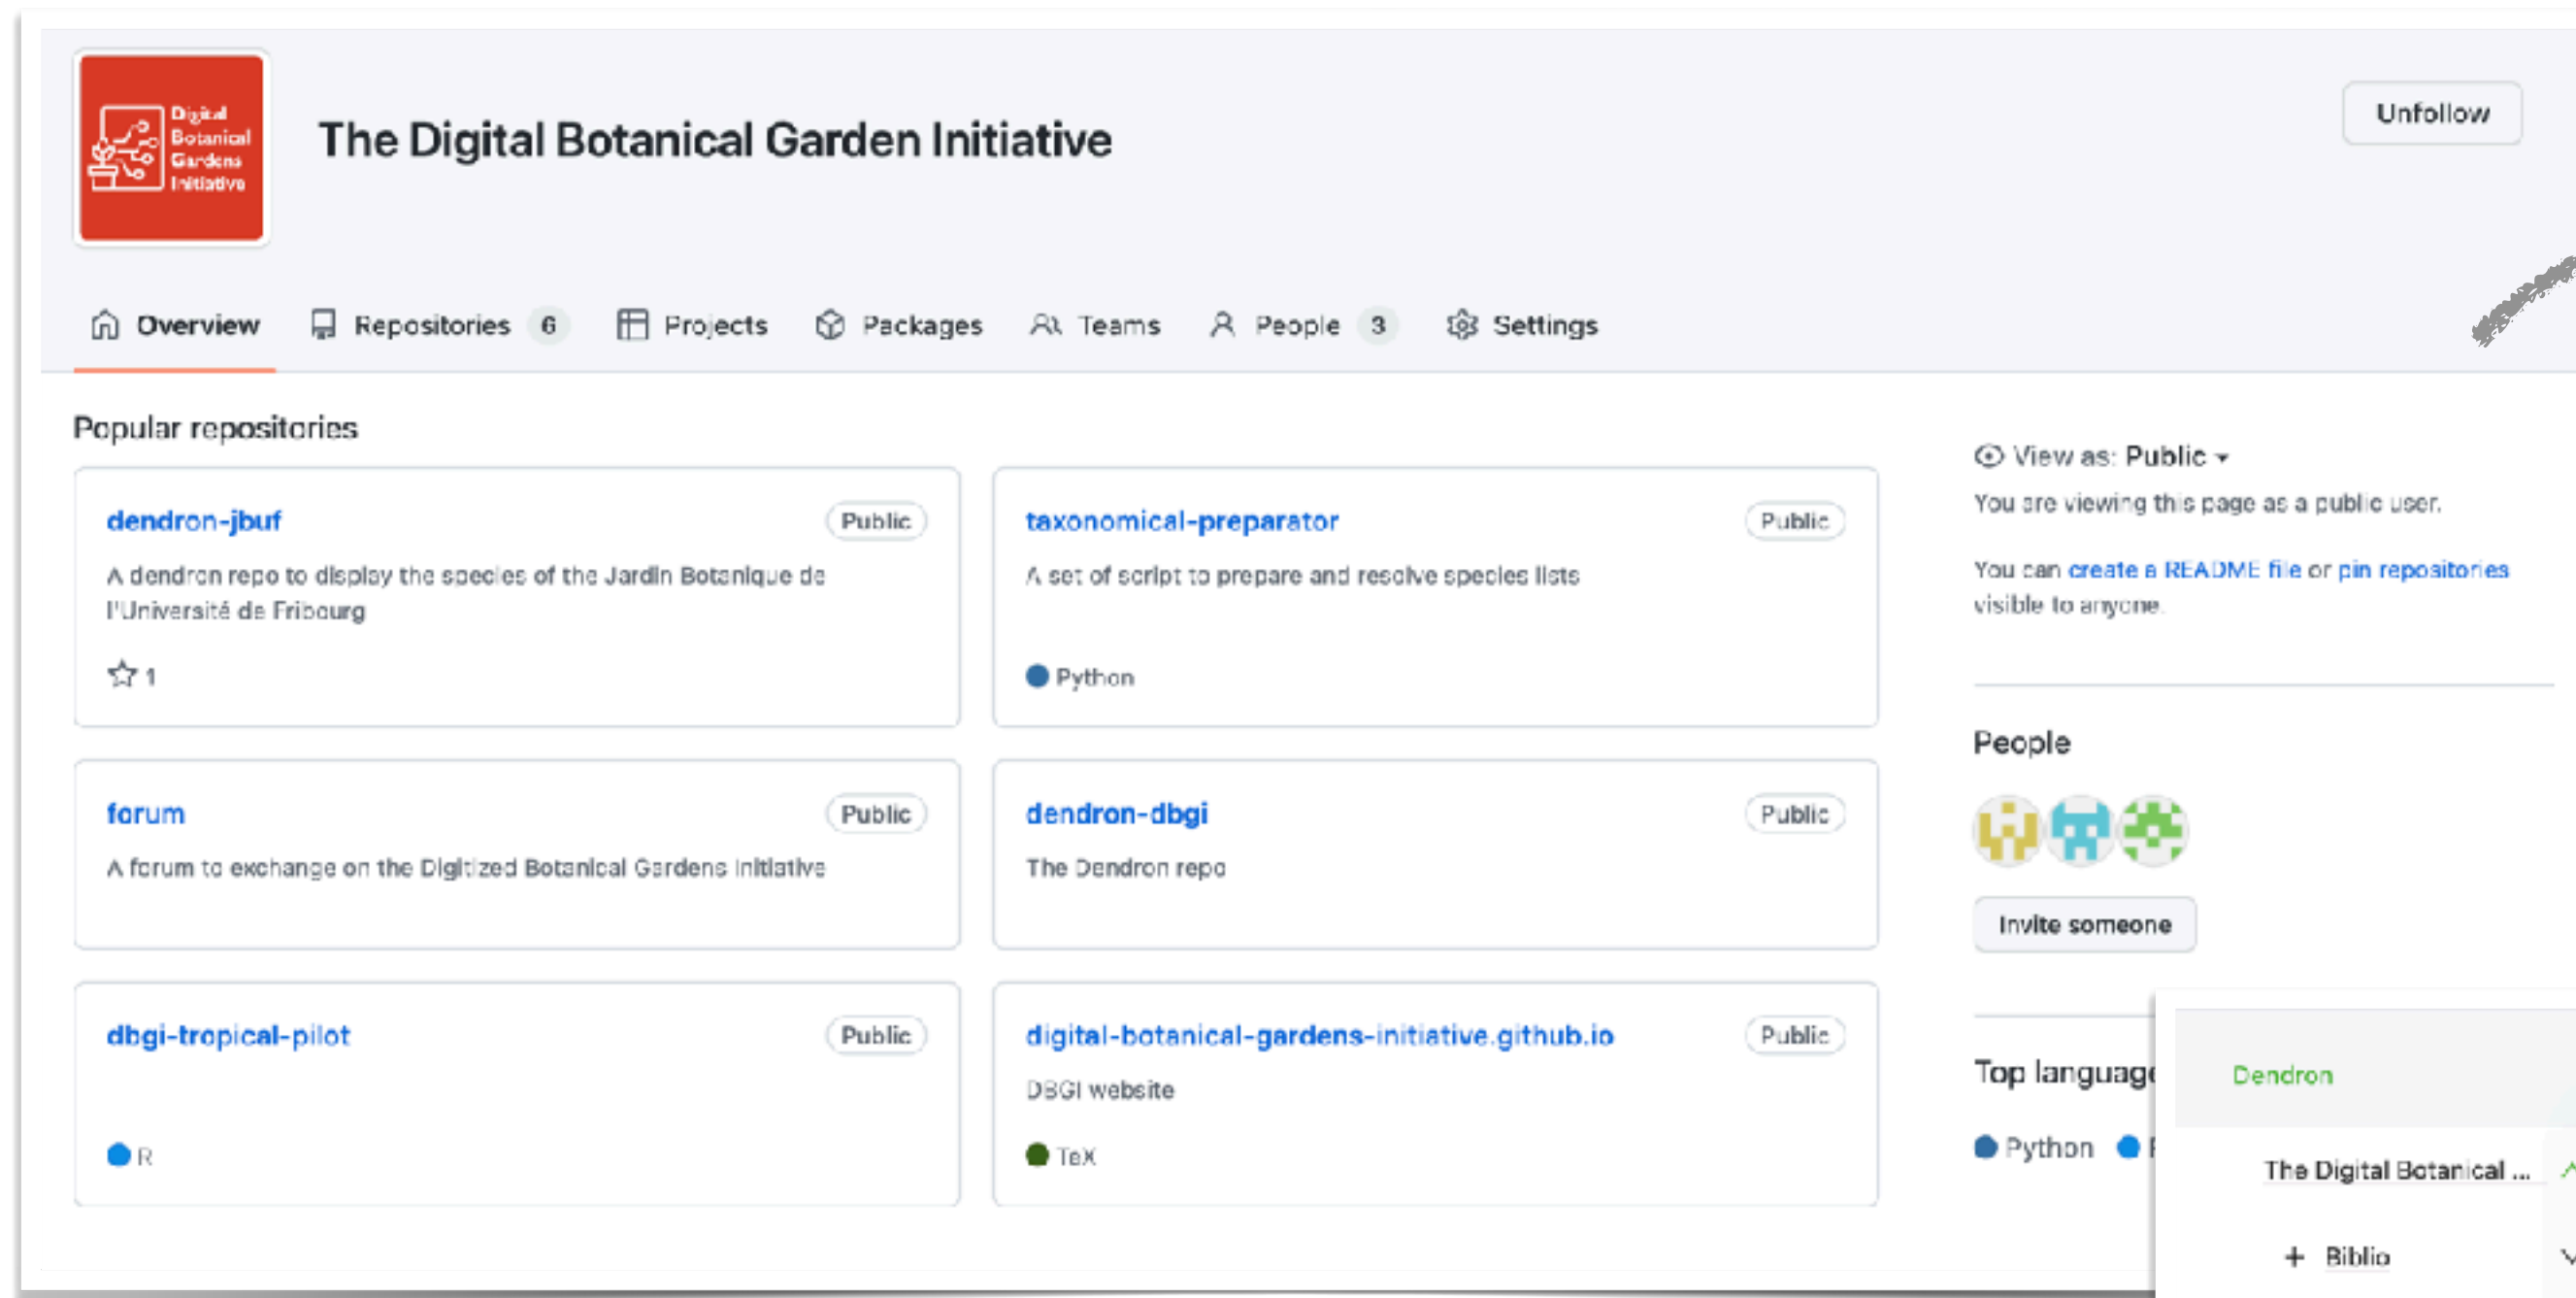 Digital
Botanical
Gardens
Initiative
The Digital Botanical Garden Initiative
Unfollow
Overview
Repositories 6
Projects
Packages
Teams
People 3
Settings
Popular repositories
dendron-jbuf
Public
A dendron repo to display the species of the Jardin Botanique de
l'Université de Fribourg
1
taxonomical-preparator
Public
A set of script to prepare and resolve species lists
Python
forum
Public
A forum to exchange on the Digitized Botanical Gardens Initiative
dendron-dbgi
Public
The Dendron repo
dbgi-tropical-pilot
Public
R
digital-botanical-gardens-initiative.github.io
Public
DBGI website
TeX
View as: Public
You are viewing this page as a public user.
You can create a README file or pin repositories
visible to anyone.
People
Invite someone
Top language
Python
Dendron
The Digital Botanical ...
+ Biblio